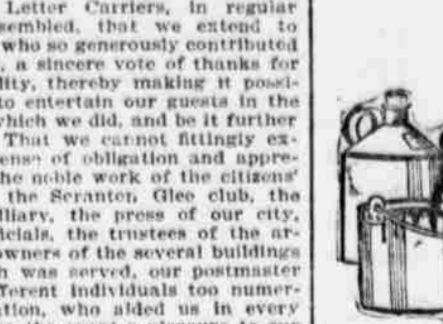 Letter Carriers, in regular
sembled, that we extend to
who so generously contributed
, a sincere vote of thanks for
lity, thereby making it possi-
to entertain our guests in the
which we did, and be it further
That we cannot fittingly ex-
ense of obligation and appre-
he noble work of the citizens'
the Scranton Glee club, the
iliary, the press of our city,
icials, the trustees of the ar-
owners of the several buildings
h was served, our postmaster
fferent individuals too numer-
ation, who aided us in every